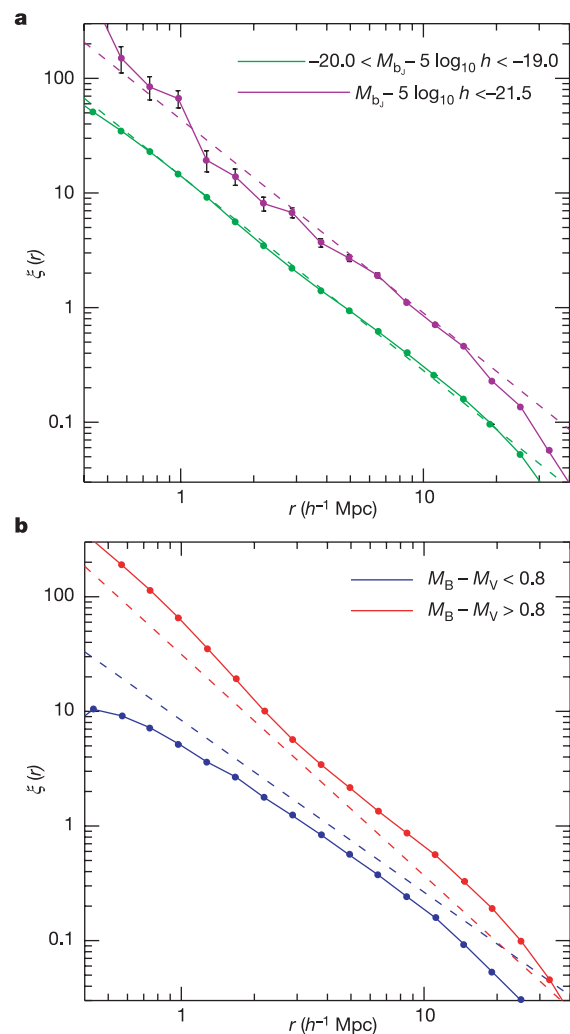 a
−20.0 < M_bJ − 5 log₁₀ h < −19.0
M_bJ − 5 log₁₀ h < −21.5
100
10
1
0.1
ξ (r)
1
10
r (h⁻¹ Mpc)
b
M_B − M_V < 0.8
M_B − M_V > 0.8
100
10
1
0.1
ξ (r)
1
10
r (h⁻¹ Mpc)